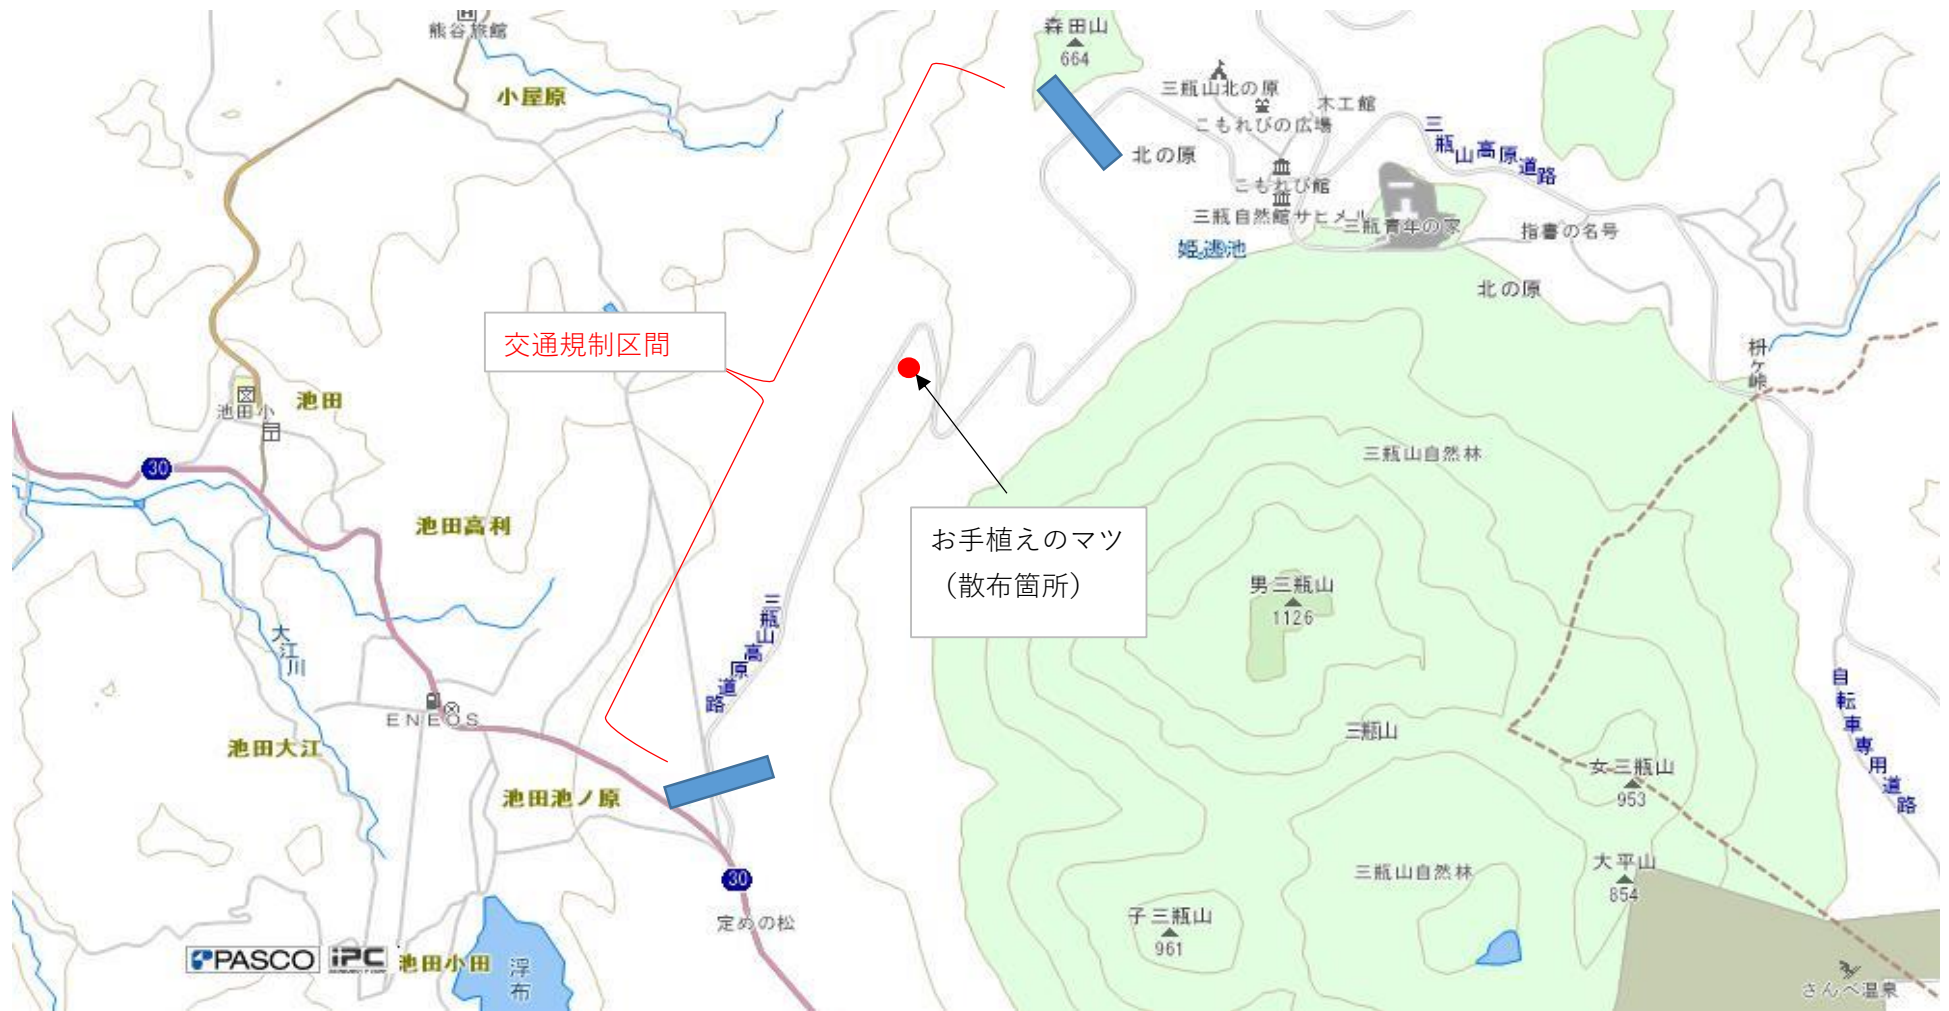 熊谷旅館
森田山
664
小屋原
三瓶山北の原
木工館
こもれびの広場
三瓶山高原道路
北の原
こもれび館
三瓶自然館サヒメル
三瓶青年の家
指書の名号
姫逃池
北の原
交通規制区間
枡ヶ峠
池田
池田小
三瓶山自然林
30
池田高利
お手植えのマツ
（散布箇所）
男三瓶山
1126
三瓶山高原道路
大江川
自転車専用道路
ENEOS
三瓶山
池田大江
女三瓶山
953
池田池ノ原
大平山
854
三瓶山自然林
30
定めの松
子三瓶山
961
PASCO
iPC
池田小田
浮布
さんべ温泉